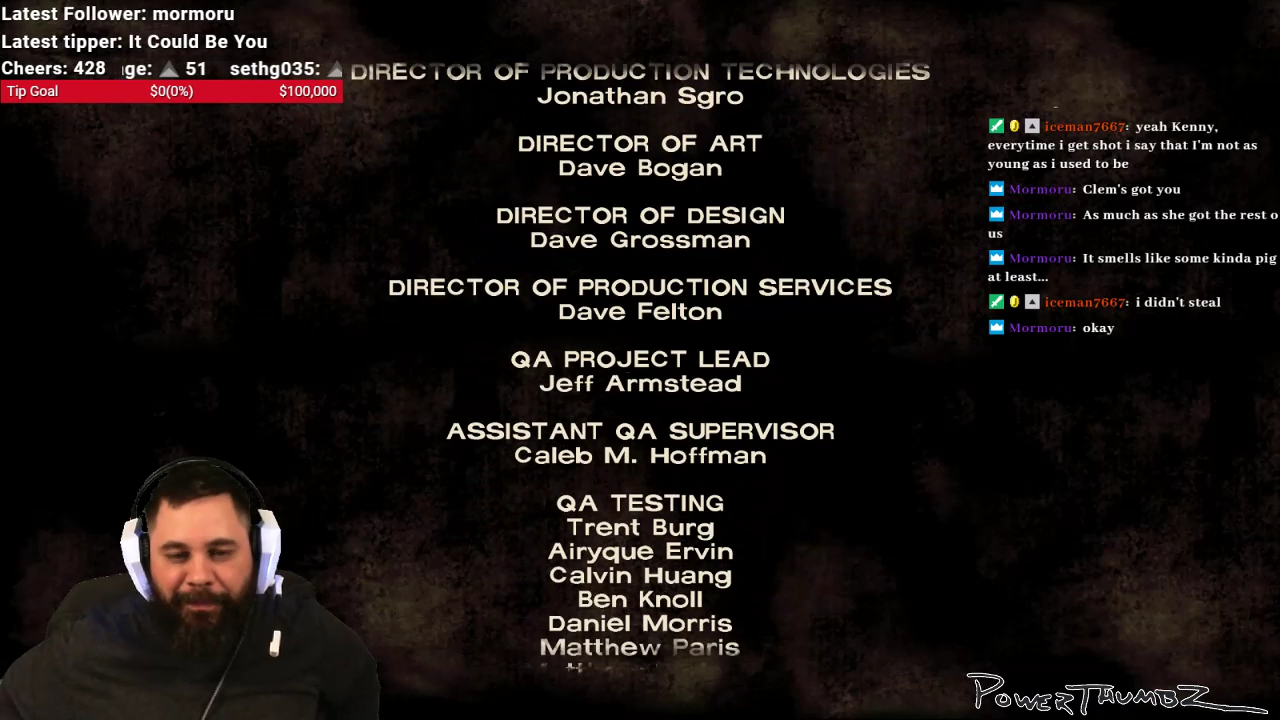 Latest Follower: mormoru
Latest tipper: It Could Be You
Cheers: 428 ge: 51 sethg035:
Tip Goal $0(0%) $100,000
DIRECTOR OF PRODUCTION TECHNOLOGIES
Jonathan Sgro
DIRECTOR OF ART
Dave Bogan
DIRECTOR OF DESIGN
Dave Grossman
DIRECTOR OF PRODUCTION SERVICES
Dave Felton
QA PROJECT LEAD
Jeff Armstead
ASSISTANT QA SUPERVISOR
Caleb M. Hoffman
QA TESTING
Trent Burg
Airyque Ervin
Calvin Huang
Ben Knoll
Daniel Morris
Matthew Paris
iceman7667: yeah Kenny,
everytime i get shot i say that I'm not as
young as i used to be
Mormoru: Clem's got you
Mormoru: As much as she got the rest o
us
Mormoru: It smells like some kinda pig
at least...
iceman7667: i didn't steal
Mormoru: okay
POWERTHUMBZ